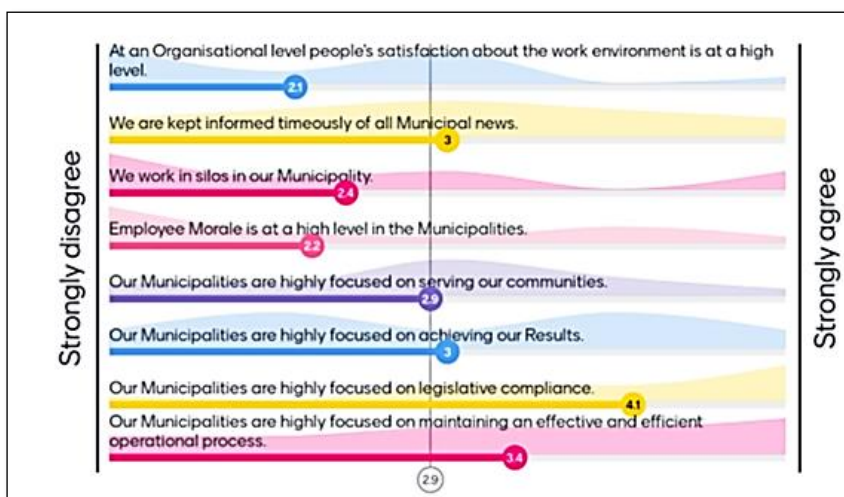 At an Organisational level people's satisfaction about the work environment is at a high
level.
2.1
We are kept informed timeously of all Municipal news.
3
We work in silos in our Municipality.
2.4
Employee Morale is at a high level in the Municipalities.
2.2
Our Municipalities are highly focused on serving our communities.
2.9
Our Municipalities are highly focused on achieving our Results.
3
Our Municipalities are highly focused on legislative compliance.
4.1
Our Municipalities are highly focused on maintaining an effective and efficient
operational process.
3.4
2.9
Strongly disagree
Strongly agree